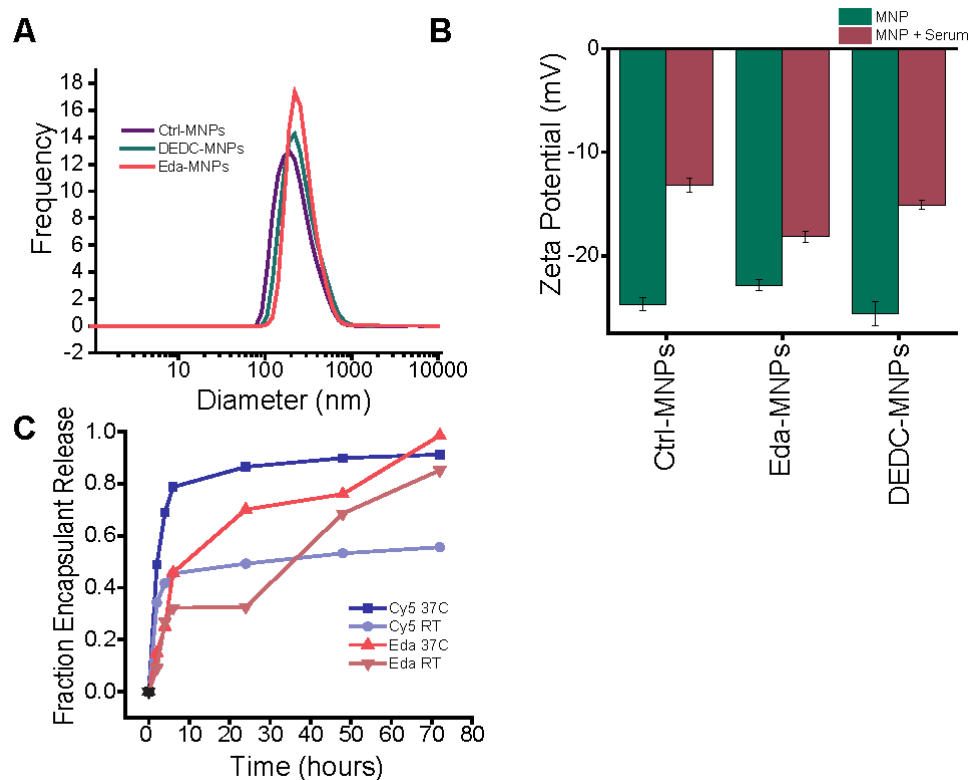 A
Frequency
18
16
14
12
10
8
6
4
2
0
-2
Ctrl-MNPs
DEDC-MNPs
Eda-MNPs
10
100
1000
10000
Diameter (nm)
B
MNP
MNP + Serum
Zeta Potential (mV)
0
-10
-20
Ctrl-MNPs
Eda-MNPs
DEDC-MNPs
C
Fraction Encapsulant Release
1.0
0.8
0.6
0.4
0.2
0.0
Cy5 37C
Cy5 RT
Eda 37C
Eda RT
0
10
20
30
40
50
60
70
80
Time (hours)